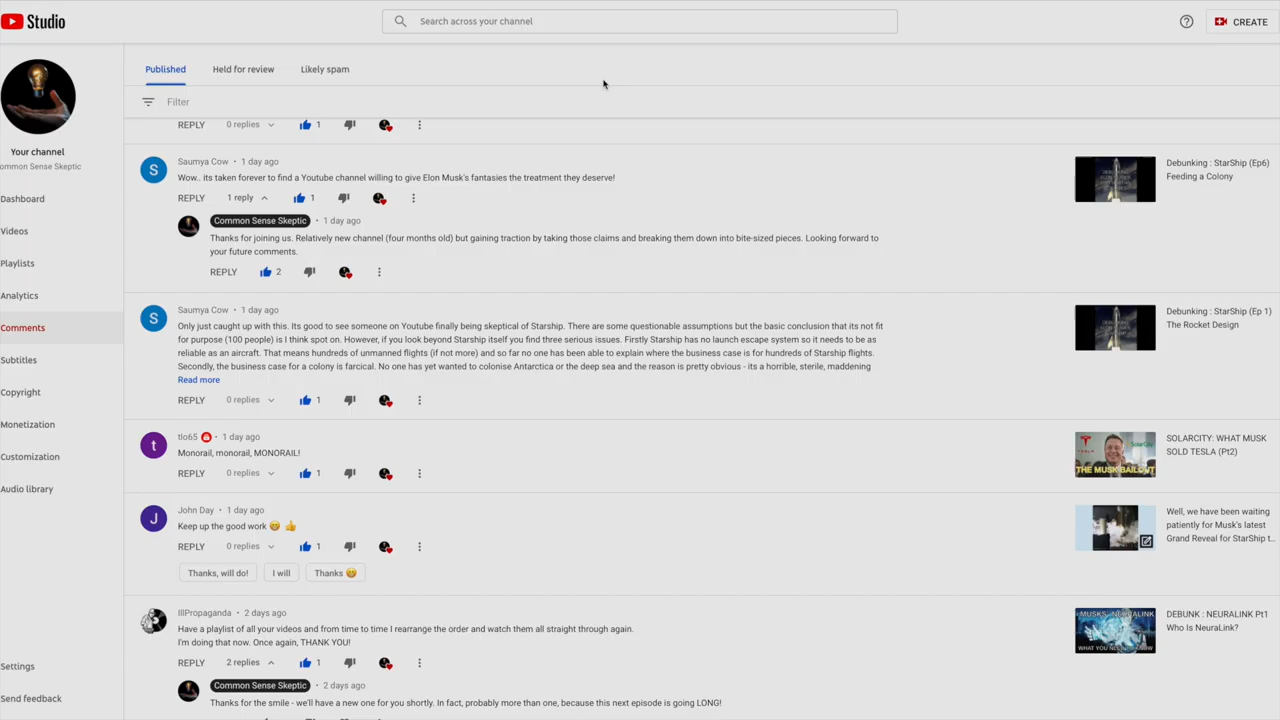 Studio
Search across your channel
CREATE
Your channel
ommon Sense Skeptic
Dashboard
Videos
Playlists
Analytics
Comments
Subtitles
Copyright
Monetization
Customization
Audio library
Settings
Send feedback
Published Held for review Likely spam
Filter
REPLY 0 replies 1
Saumya Cow • 1 day ago
Wow.. its taken forever to find a Youtube channel willing to give Elon Musk's fantasies the treatment they deserve!
REPLY 1 reply 1
Debunking : StarShip (Ep6)
Feeding a Colony
Common Sense Skeptic • 1 day ago
Thanks for joining us. Relatively new channel (four months old) but gaining traction by taking those claims and breaking them down into bite-sized pieces. Looking forward to
your future comments.
REPLY 2
Saumya Cow • 1 day ago
Only just caught up with this. Its good to see someone on Youtube finally being skeptical of Starship. There are some questionable assumptions but the basic conclusion that its not fit
for purpose (100 people) is I think spot on. However, if you look beyond Starship itself you find three serious issues. Firstly Starship has no launch escape system so it needs to be
as reliable as an aircraft. That means hundreds of unmanned flights (if not more) and so far no one has been able to explain where the business case is for hundreds of Starship flights.
Secondly, the business case for a colony is farcical. No one has yet wanted to colonise Antarctica or the deep sea and the reason is pretty obvious - its a horrible, sterile, maddening
Read more
REPLY 0 replies 1
Debunking : StarShip (Ep 1)
The Rocket Design
tlo65 • 1 day ago
Monorail, monorail, MONORAIL!
REPLY 0 replies 1
THE MUSK BAILOUT
SOLARCITY: WHAT MUSK
SOLD TESLA (Pt2)
John Day • 1 day ago
Keep up the good work 😁 👍
REPLY 0 replies 1
Thanks, will do! I will Thanks 😁
Well, we have been waiting
patiently for Musk's latest
Grand Reveal for StarShip t...
IllPropaganda • 2 days ago
Have a playlist of all your videos and from time to time I rearrange the order and watch them all straight through again.
I'm doing that now. Once again, THANK YOU!
REPLY 2 replies 1
MUSK'S NEURALINK
WHAT YOU NEED TO KNOW
DEBUNK : NEURALINK Pt1
Who Is NeuraLink?
Common Sense Skeptic • 2 days ago
Thanks for the smile - we'll have a new one for you shortly. In fact, probably more than one, because this next episode is going LONG!